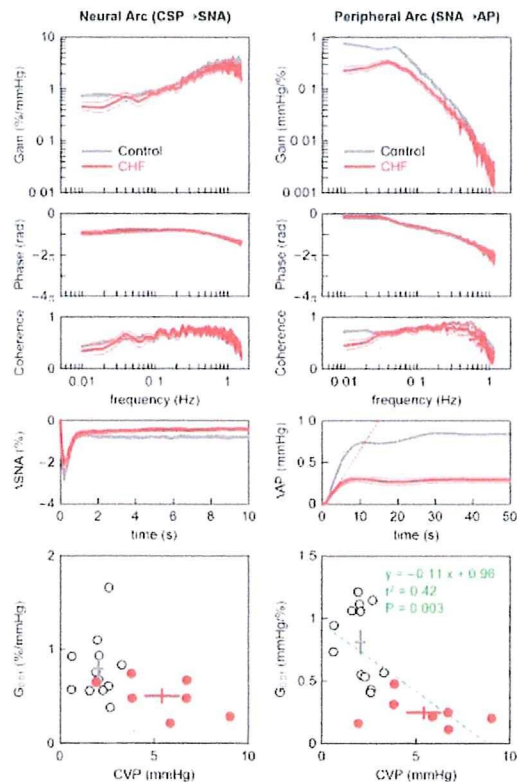 Neural Arc (CSP →SNA)
Peripheral Arc (SNA →AP)
Gain (%/mmHg)
10
1
0 1
0 01
Control
CHF
Gain (mmHg/%)
1
0 1
0 01
0 001
Control
CHF
Phase (rad)
0
−2π
−4π
Phase (rad)
0
−2π
−4π
Coherence
1
0
0 01
0 1
1
frequency (Hz)
Coherence
1
0
0 01
0 1
1
frequency (Hz)
ΔSNA (%)
0
−2
−4
0 2 4 6 8 10
time (s)
ΔAP (mmHg)
1 0
0 5
0
0 10 20 30 40 50
time (s)
2
1
0
(%/mmHg)
0 5 10
CVP (mmHg)
1.5
1
0.5
0
(mmHg/%)
y = −0.11 x + 0.96
r² = 0.42
P = 0.003
0 5 10
CVP (mmHg)